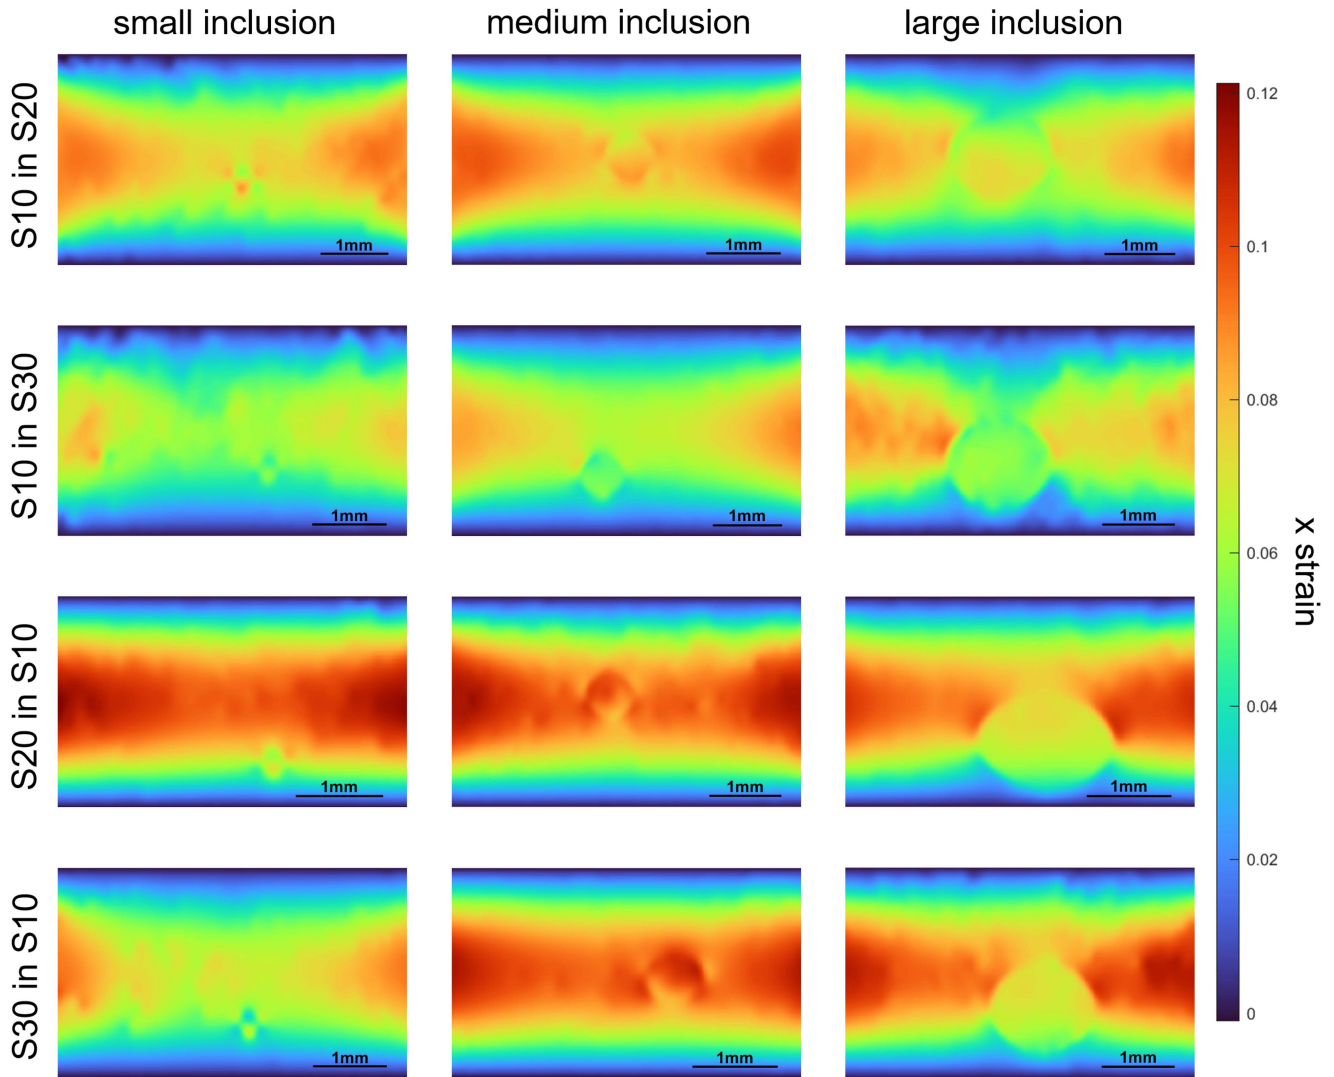 small inclusion medium inclusion large inclusion
S10 in S20
1mm 1mm 1mm
S10 in S30
1mm 1mm 1mm
S20 in S10
1mm 1mm 1mm
S30 in S10
1mm 1mm 1mm
0.12
0.1
0.08
0.06
0.04
0.02
0
x strain